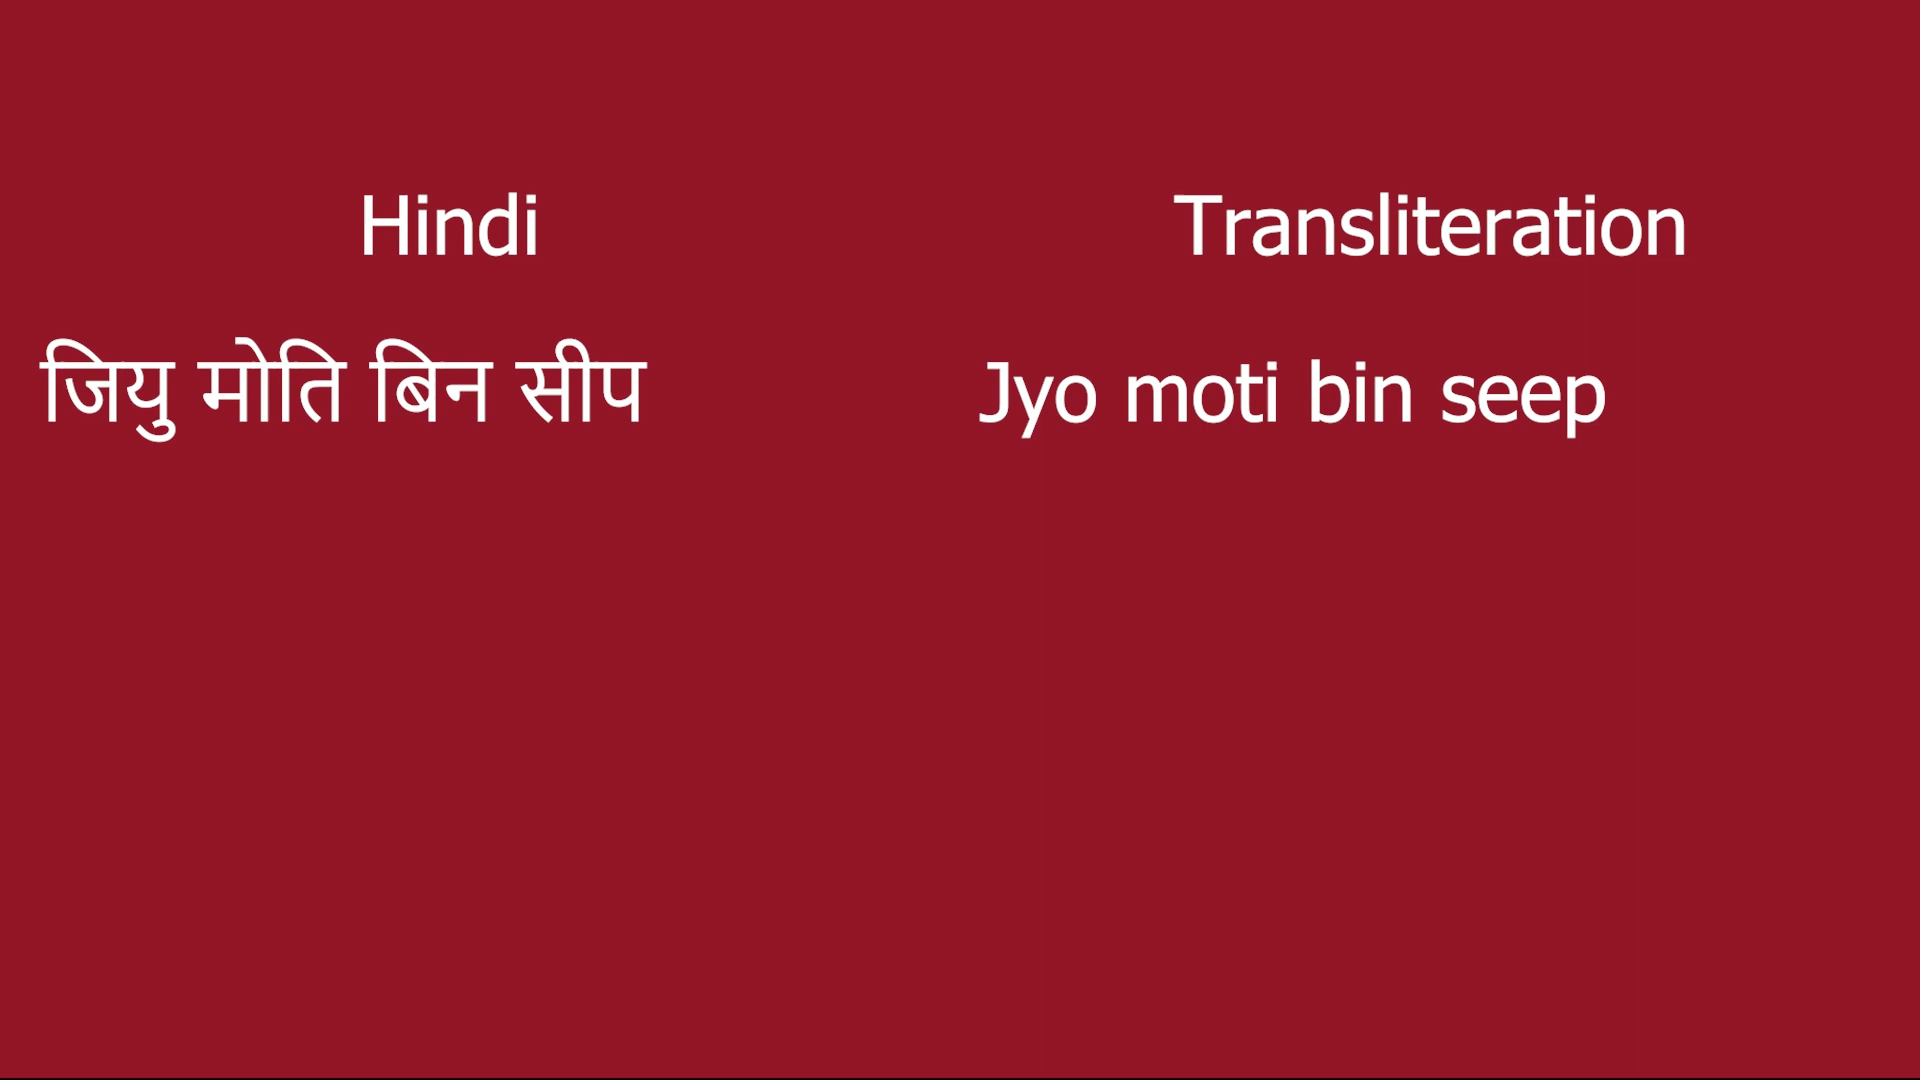 Hindi
Transliteration
जियु मोति बिन सीप
Jyo moti bin seep